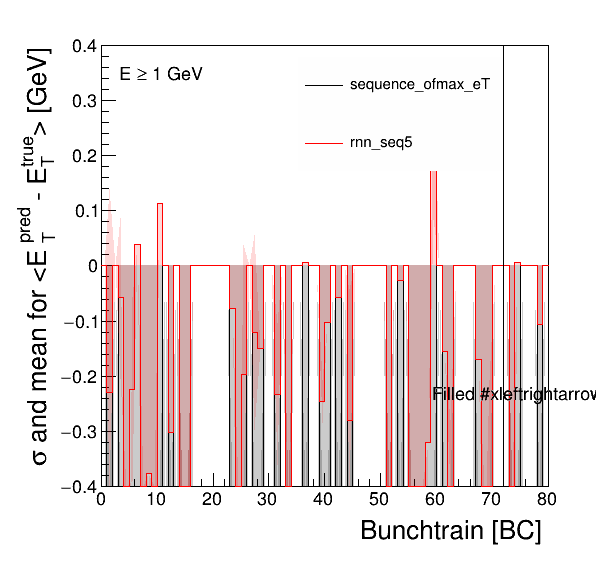 σ and mean for <E_T^pred - E_T^true> [GeV]
0.4
0.3
0.2
0.1
0
−0.1
−0.2
−0.3
−0.4
E ≥ 1 GeV
sequence_ofmax_eT
rnn_seq5
Filled #xleftrightarrow
0 10 20 30 40 50 60 70 80
Bunchtrain [BC]